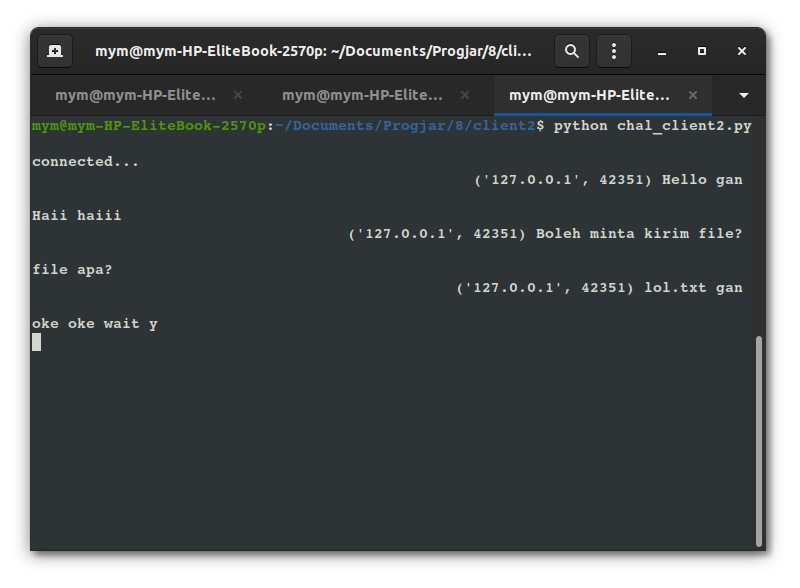 mym@mym-HP-EliteBook-2570p: ~/Documents/Progjar/8/cli...
mym@mym-HP-Elite...
mym@mym-HP-Elite...
mym@mym-HP-Elite...
mym@mym-HP-EliteBook-2570p:~/Documents/Progjar/8/client2$ python chal_client2.py
connected...
('127.0.0.1', 42351) Hello gan
Haii haiii
('127.0.0.1', 42351) Boleh minta kirim file?
file apa?
('127.0.0.1', 42351) lol.txt gan
oke oke wait y